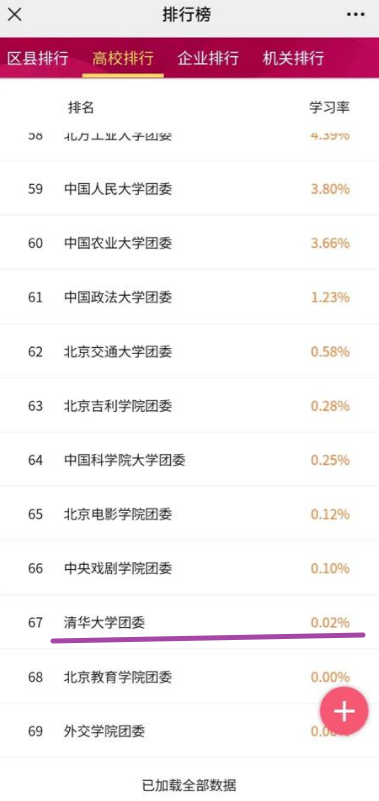 排行榜
区县排行 高校排行 企业排行 机关排行
排名 学习率
58 北方工业大学团委 4.39%
59 中国人民大学团委 3.80%
60 中国农业大学团委 3.66%
61 中国政法大学团委 1.23%
62 北京交通大学团委 0.58%
63 北京吉利学院团委 0.28%
64 中国科学院大学团委 0.25%
65 北京电影学院团委 0.12%
66 中央戏剧学院团委 0.10%
67 清华大学团委 0.02%
68 北京教育学院团委 0.00%
69 外交学院团委
已加载全部数据